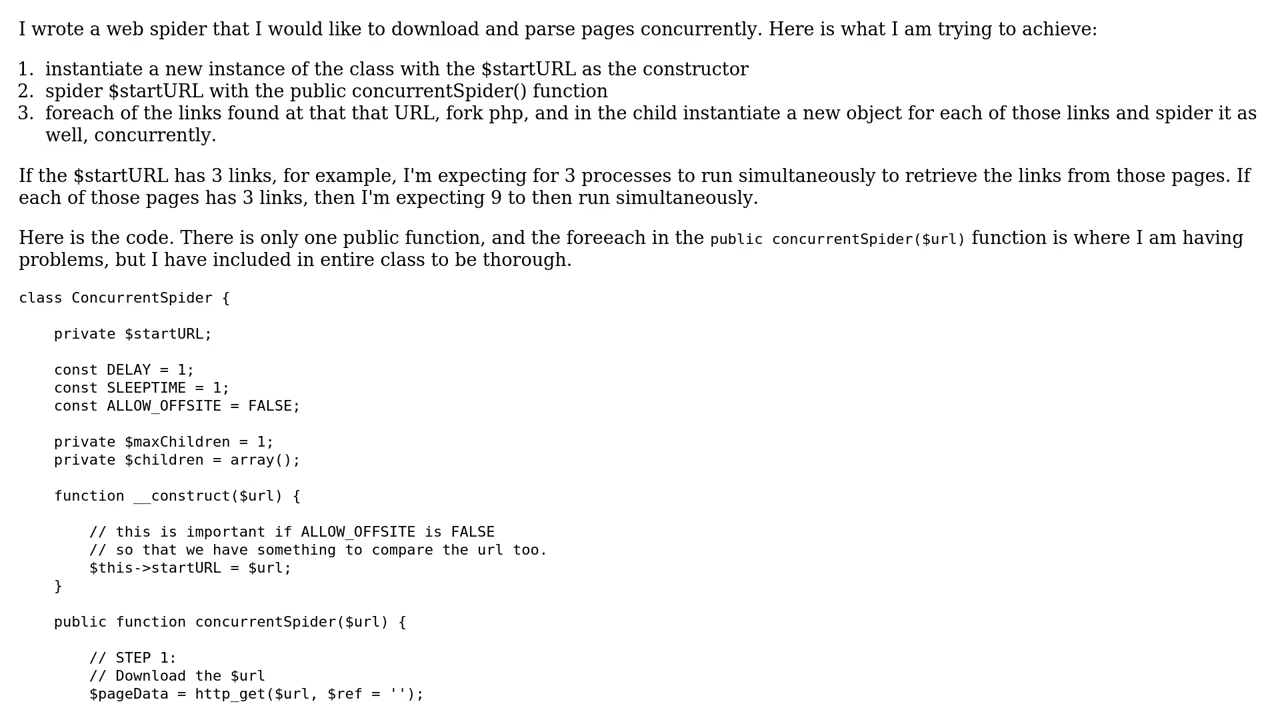 I wrote a web spider that I would like to download and parse pages concurrently. Here is what I am trying to achieve:
1. instantiate a new instance of the class with the $startURL as the constructor
2. spider $startURL with the public concurrentSpider() function
3. foreach of the links found at that that URL, fork php, and in the child instantiate a new object for each of those links and spider it as
well, concurrently.
If the $startURL has 3 links, for example, I'm expecting for 3 processes to run simultaneously to retrieve the links from those pages. If
each of those pages has 3 links, then I'm expecting 9 to then run simultaneously.
Here is the code. There is only one public function, and the foreeach in the public concurrentSpider($url) function is where I am having
problems, but I have included in entire class to be thorough.
class ConcurrentSpider {
    private $startURL;
    const DELAY = 1;
    const SLEEPTIME = 1;
    const ALLOW_OFFSITE = FALSE;
    private $maxChildren = 1;
    private $children = array();
    function __construct($url) {
        // this is important if ALLOW_OFFSITE is FALSE
        // so that we have something to compare the url too.
        $this->startURL = $url;
    }
    public function concurrentSpider($url) {
        // STEP 1:
        // Download the $url
        $pageData = http_get($url, $ref = '');